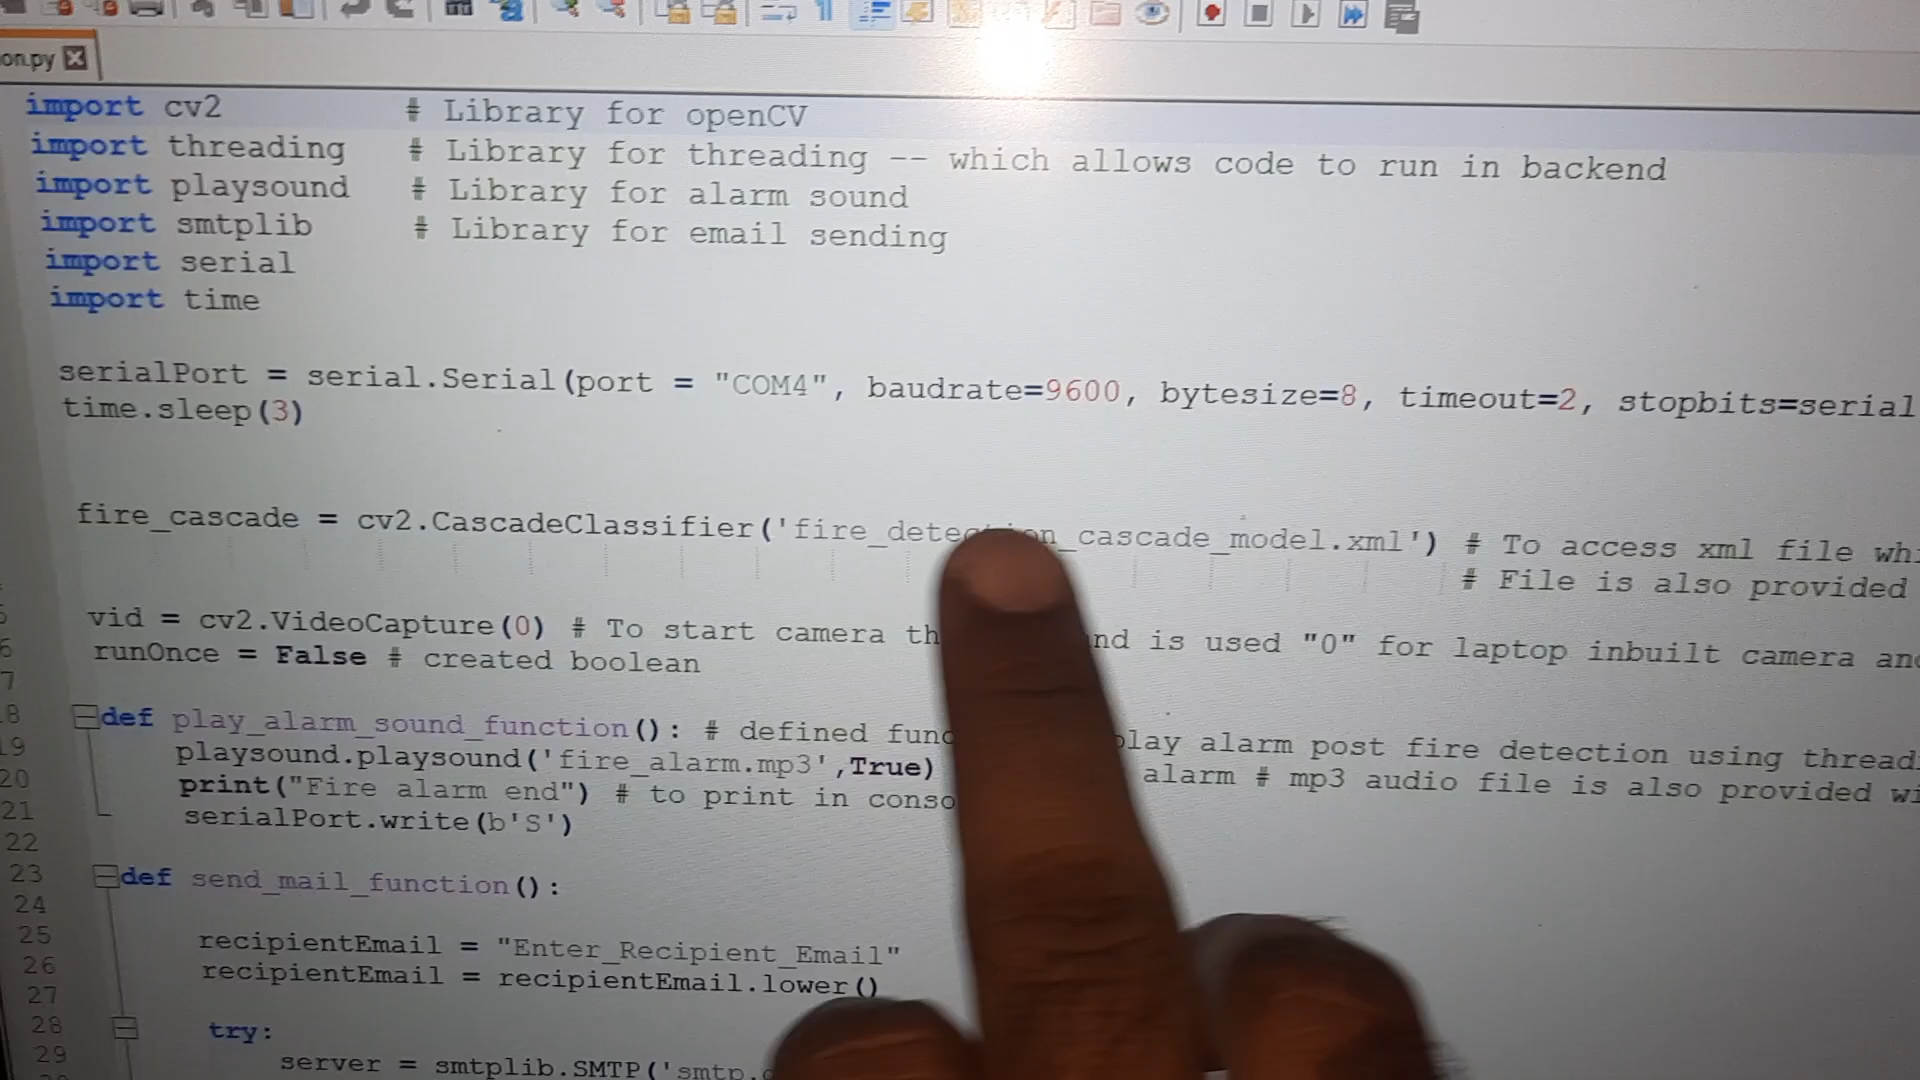 on.py
import cv2 # Library for openCV
import threading # Library for threading -- which allows code to run in backend
import playsound # Library for alarm sound
import smtplib # Library for email sending
import serial
import time
serialPort = serial.Serial(port = "COM4", baudrate=9600, bytesize=8, timeout=2, stopbits=serial
time.sleep(3)
fire_cascade = cv2.CascadeClassifier('fire_detection_cascade_model.xml') # To access xml file whi
# File is also provided
vid = cv2.VideoCapture(0) # To start camera th nd is used "0" for laptop inbuilt camera and
runOnce = False # created boolean
7
18 def play_alarm_sound_function(): # defined func play alarm post fire detection using thread
19 playsound.playsound('fire_alarm.mp3',True) alarm # mp3 audio file is also provided wi
20 print("Fire alarm end") # to print in conso
21 serialPort.write(b'S')
22
23 def send_mail_function():
24
25 recipientEmail = "Enter_Recipient_Email"
26 recipientEmail = recipientEmail.lower()
27
28 try:
29 server = smtplib.SMTP('smtp.